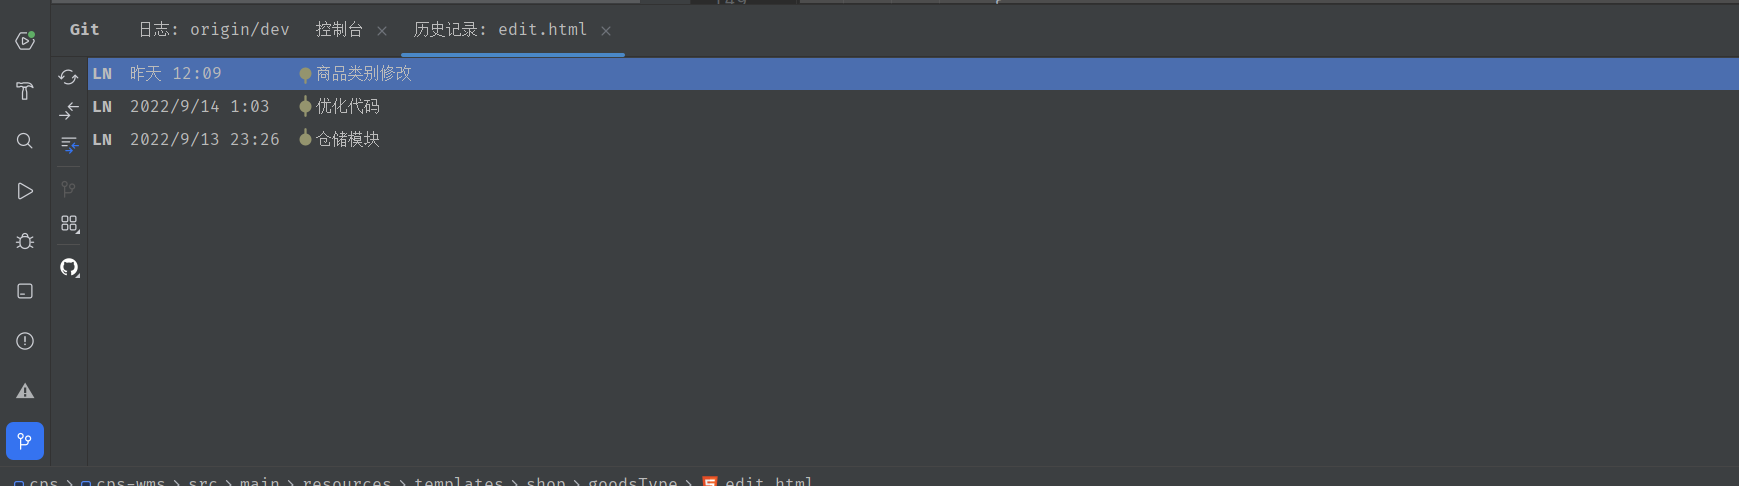 149
Git 日志: origin/dev 控制台 × 历史记录: edit.html ×
LN 昨天 12:09 商品类别修改
LN 2022/9/14 1:03 优化代码
LN 2022/9/13 23:26 仓储模块
cps > cps-wms > src > main > resources > templates > shop > goodsType > edit.html